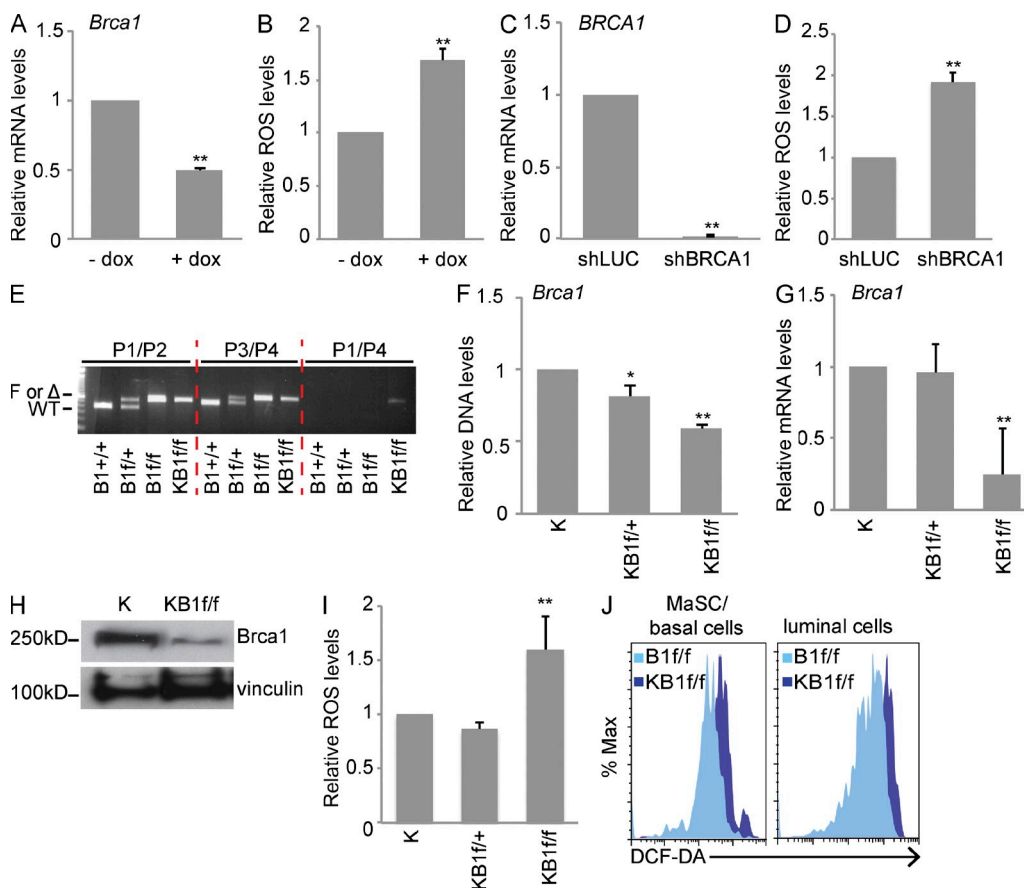 A Brca1
Relative mRNA levels
1.5
1
0.5
0
**
- dox + dox
B
Relative ROS levels
2
1.5
1
0.5
0
**
- dox + dox
C BRCA1
Relative mRNA levels
1.5
1
0.5
0
**
shLUC shBRCA1
D
Relative ROS levels
2.5
2
1.5
1
0.5
0
**
shLUC shBRCA1
E
P1/P2 P3/P4 P1/P4
F or Δ
WT
B1+/+ B1f/+ B1f/f KB1f/f B1+/+ B1f/+ B1f/f KB1f/f B1+/+ B1f/+ B1f/f KB1f/f
F Brca1
Relative DNA levels
1.5
1
0.5
0
* **
K KB1f/+ KB1f/f
G Brca1
Relative mRNA levels
1.5
1
0.5
0
**
K KB1f/+ KB1f/f
H
K KB1f/f
250kD Brca1
100kD vinculin
I
Relative ROS levels
2
1.5
1
0.5
0
**
K KB1f/+ KB1f/f
J
MaSC/
basal cells luminal cells
B1f/f B1f/f
KB1f/f KB1f/f
% Max
DCF-DA